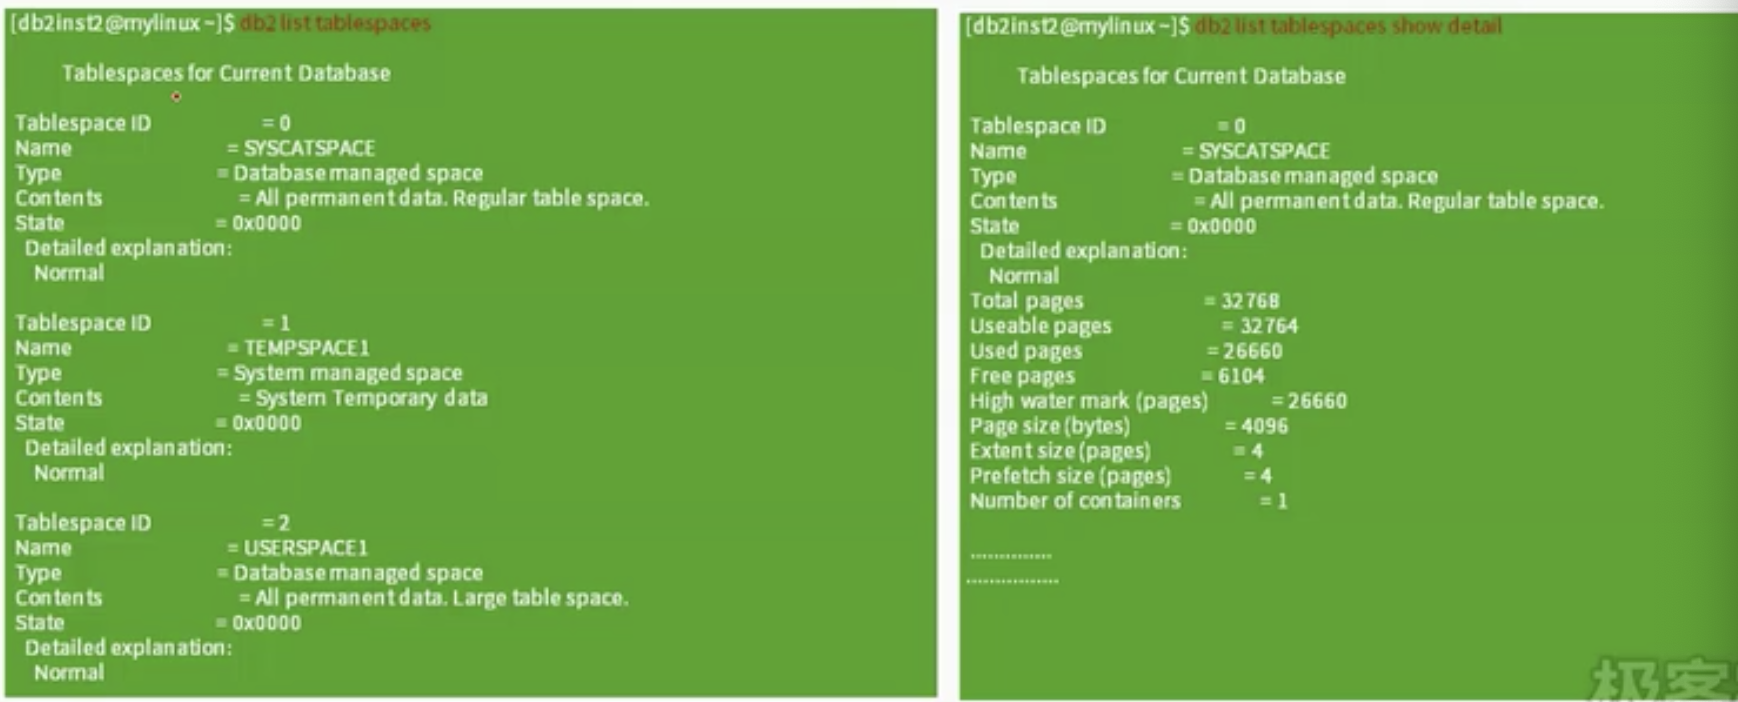 [db2inst2@mylinux ~]$ db2 list tablespaces
Tablespaces for Current Database
Tablespace ID = 0
Name = SYSCATSPACE
Type = Database managed space
Contents = All permanent data. Regular table space.
State = 0x0000
Detailed explanation:
Normal
Tablespace ID = 1
Name = TEMPSPACE1
Type = System managed space
Contents = System Temporary data
State = 0x0000
Detailed explanation:
Normal
Tablespace ID = 2
Name = USERSPACE1
Type = Database managed space
Contents = All permanent data. Large table space.
State = 0x0000
Detailed explanation:
Normal
[db2inst2@mylinux ~]$ db2 list tablespaces show detail
Tablespaces for Current Database
Tablespace ID = 0
Name = SYSCATSPACE
Type = Database managed space
Contents = All permanent data. Regular table space.
State = 0x0000
Detailed explanation:
Normal
Total pages = 32768
Useable pages = 32764
Used pages = 26660
Free pages = 6104
High water mark (pages) = 26660
Page size (bytes) = 4096
Extent size (pages) = 4
Prefetch size (pages) = 4
Number of containers = 1
...............
.................
极客